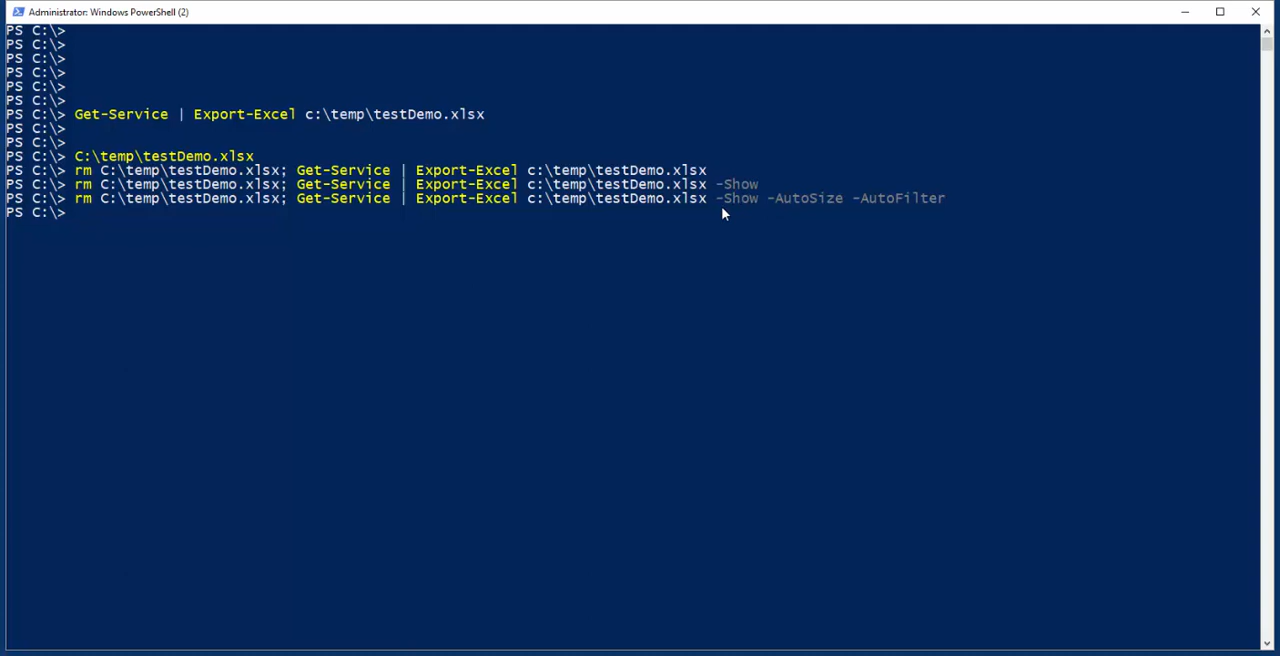 Administrator: Windows PowerShell (2)
PS C:\>
PS C:\>
PS C:\>
PS C:\>
PS C:\>
PS C:\>
PS C:\> Get-Service | Export-Excel c:\temp\testDemo.xlsx
PS C:\>
PS C:\>
PS C:\> C:\temp\testDemo.xlsx
PS C:\> rm C:\temp\testDemo.xlsx; Get-Service | Export-Excel c:\temp\testDemo.xlsx
PS C:\> rm C:\temp\testDemo.xlsx; Get-Service | Export-Excel c:\temp\testDemo.xlsx -Show
PS C:\> rm C:\temp\testDemo.xlsx; Get-Service | Export-Excel c:\temp\testDemo.xlsx -Show -AutoSize -AutoFilter
PS C:\>